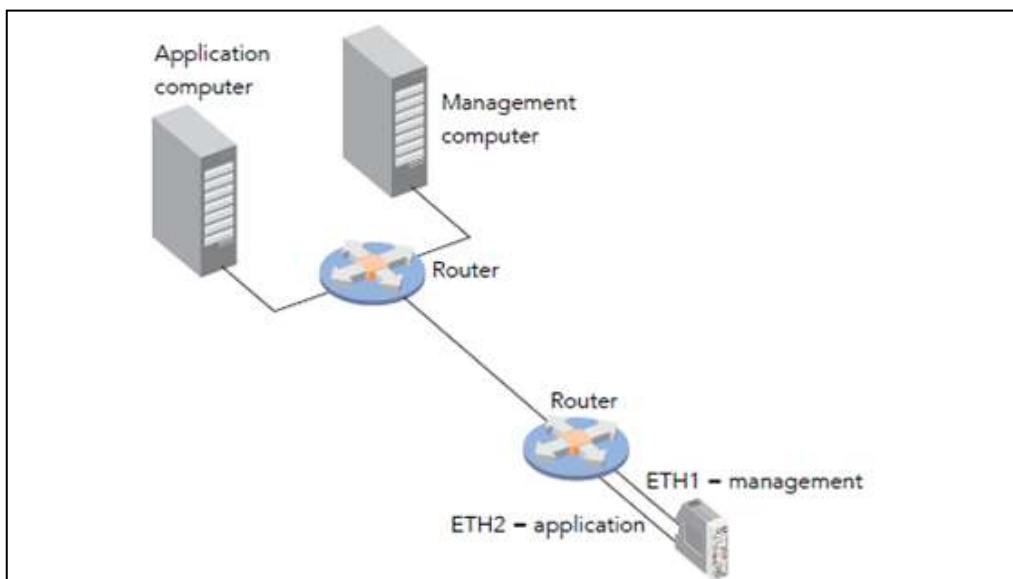 Application
computer
Management
computer
Router
Router
ETH1 – management
ETH2 – application